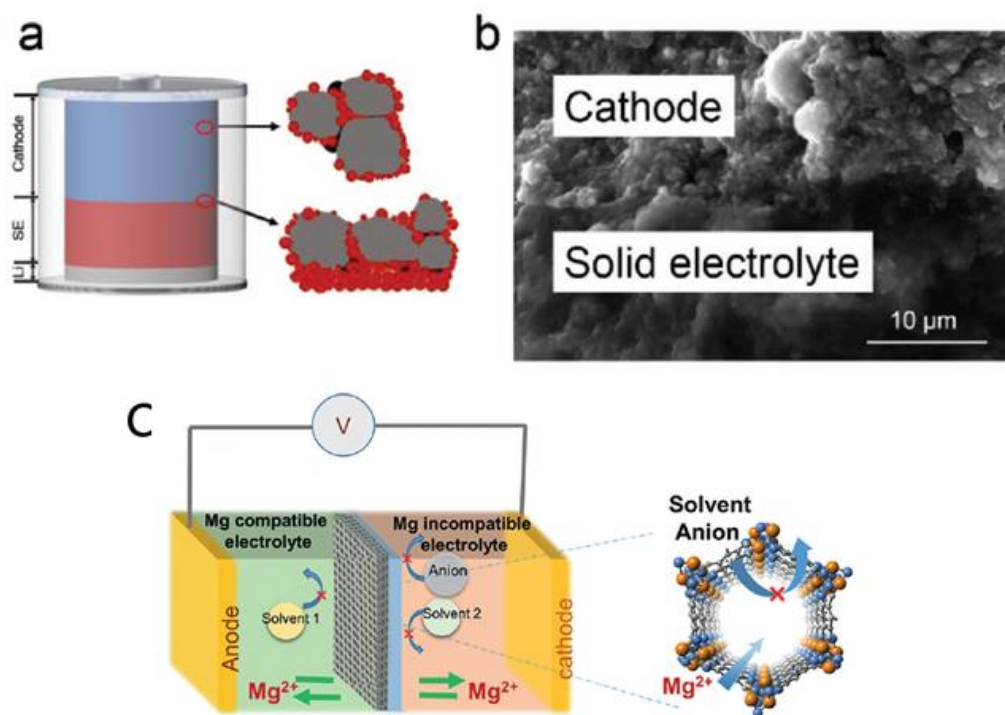 a
Cathode
SE
Li
b
Cathode
Solid electrolyte
10 μm
C
V
Mg compatible
electrolyte
Mg incompatible
electrolyte
Anion
Solvent 1
Solvent 2
Anode
cathode
Mg²⁺
Mg²⁺
Solvent
Anion
Mg²⁺